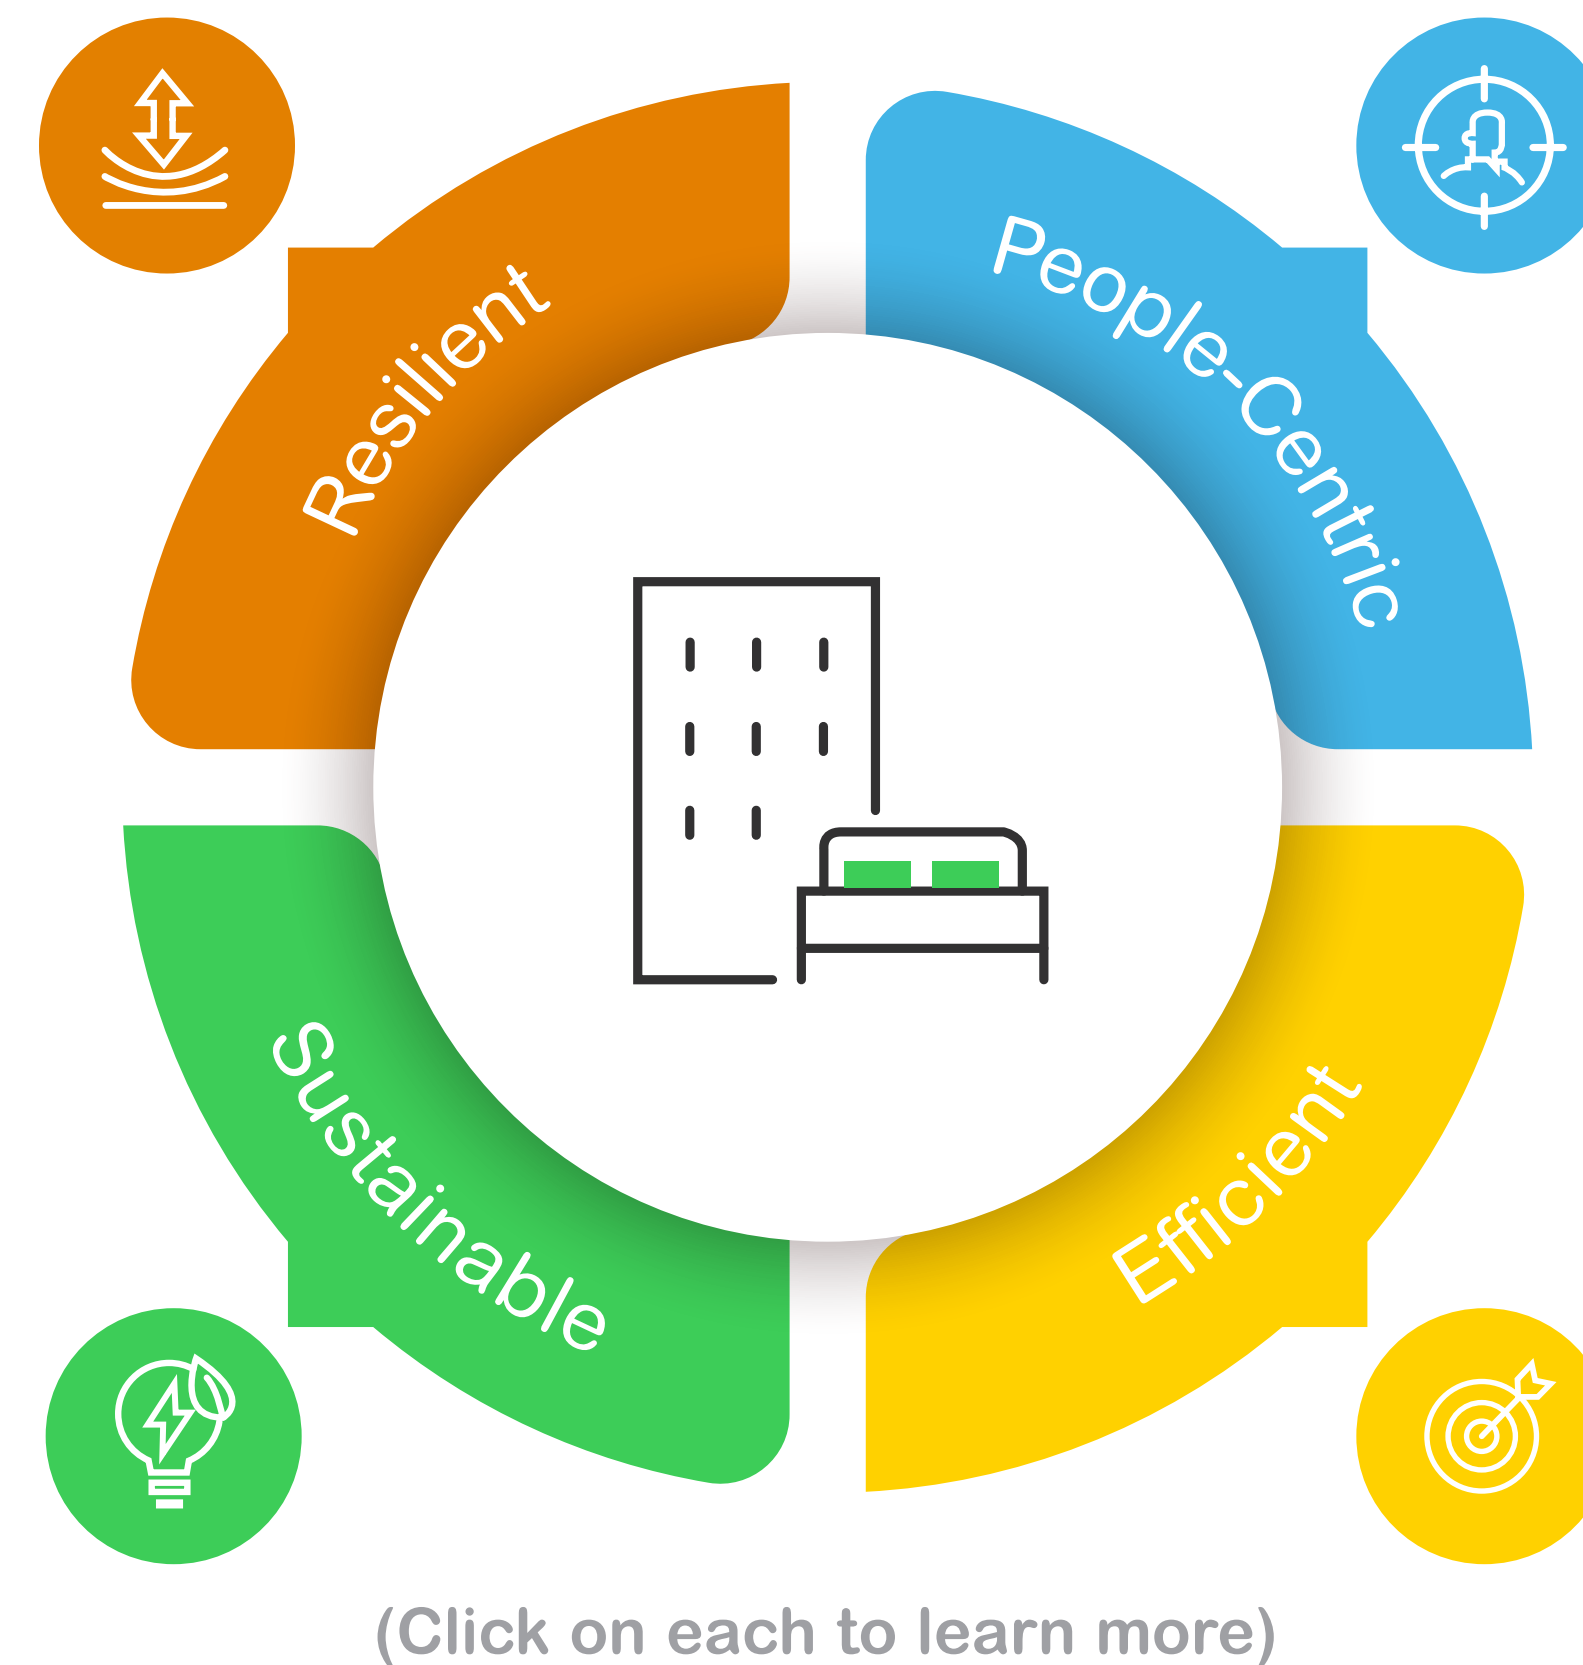 Resilient
People-Centric
Sustainable
Efficient
(Click on each to learn more)